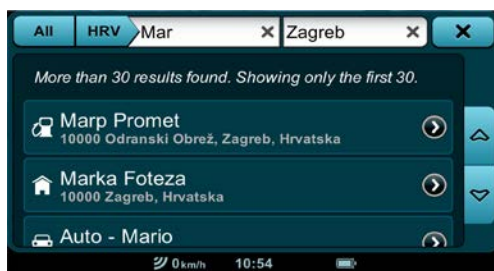 All HRV Mar Zagreb
More than 30 results found. Showing only the first 30.
Marp Promet
10000 Odranski Obrež, Zagreb, Hrvatska
Marka Foteza
10000 Zagreb, Hrvatska
Auto - Mario
0 km/h 10:54